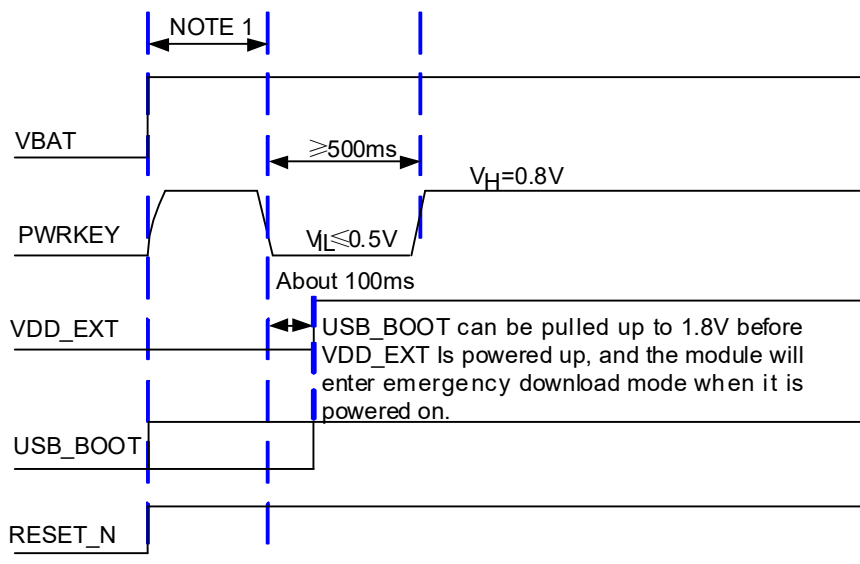 NOTE 1
VBAT
≥500ms
VH=0.8V
PWRKEY
VIL≤0.5V
About 100ms
VDD_EXT
USB_BOOT can be pulled up to 1.8V before
VDD_EXT Is powered up, and the module will
enter emergency download mode when it is
powered on.
USB_BOOT
RESET_N